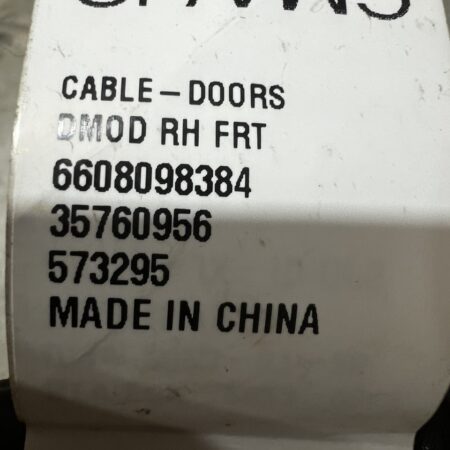 CABLE-DOORS
DMOD RH FRT
6608098384
35760956
573295
MADE IN CHINA